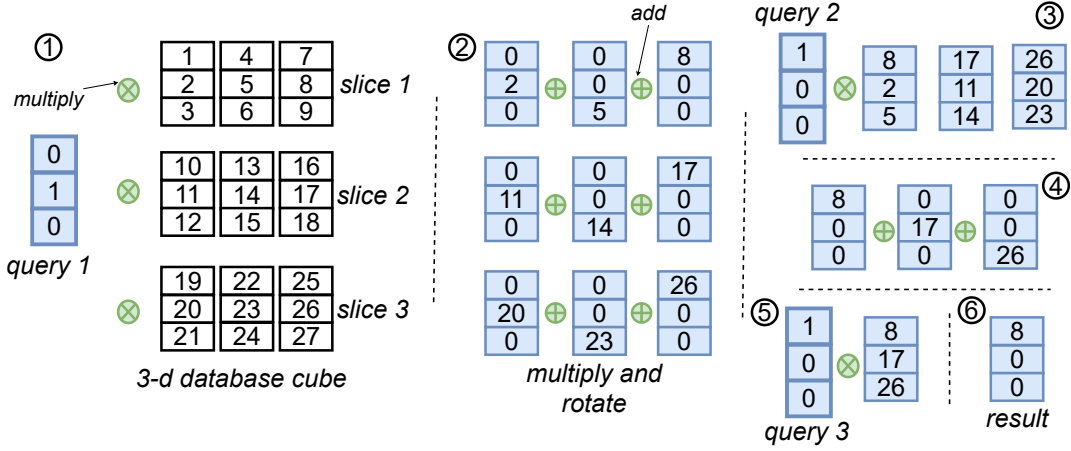 1
multiply
0
1
0
query 1
1 4 7
2 5 8
3 6 9
slice 1
10 13 16
11 14 17
12 15 18
slice 2
19 22 25
20 23 26
21 24 27
slice 3
3-d database cube
2
add
0 0 8
2 0 0
0 5 0
0 0 17
11 0 0
0 14 0
0 0 26
20 0 0
0 23 0
multiply and
rotate
query 2
3
1
0
0
8 17 26
2 11 20
5 14 23
4
8 0 0
0 17 0
0 0 26
5
1
0
0
8
17
26
query 3
6
8
0
0
result